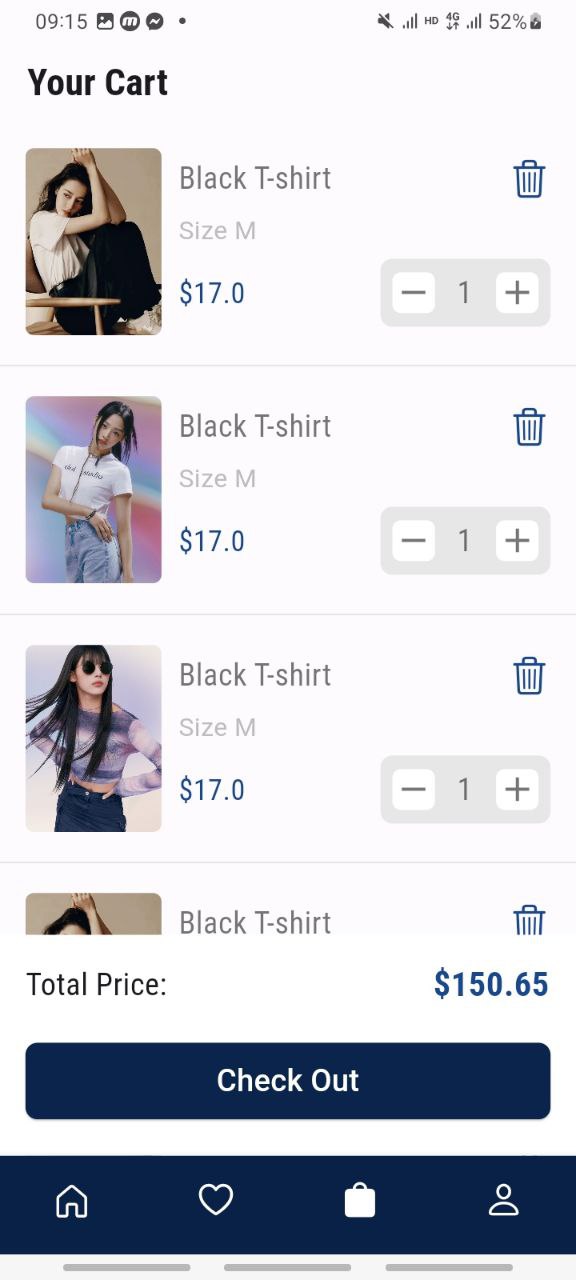 09:15 HD 4G 52%
Your Cart
Black T-shirt
Size M
$17.0
1
Black T-shirt
Size M
$17.0
1
Black T-shirt
Size M
$17.0
1
Black T-shirt
Total Price: $150.65
Check Out